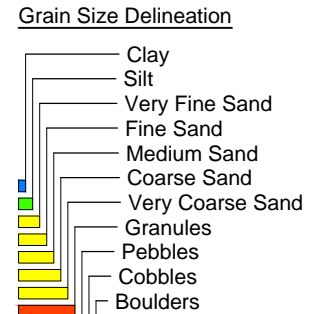 Grain Size Delineation
Clay
Silt
Very Fine Sand
Fine Sand
Medium Sand
Coarse Sand
Very Coarse Sand
Granules
Pebbles
Cobbles
Boulders